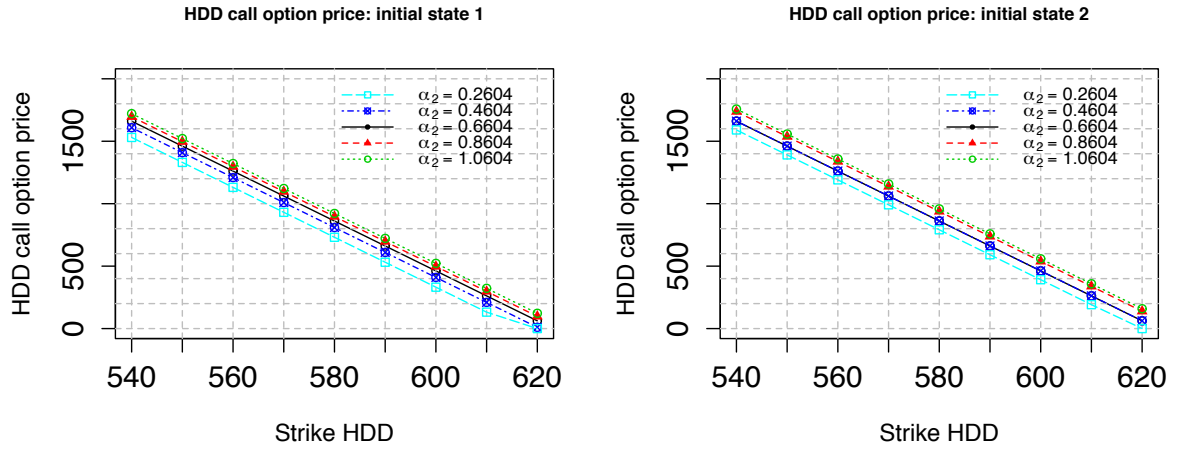 HDD call option price: initial state 1
HDD call option price
1500
500
0
α₂ = 0.2604
α₂ = 0.4604
α₂ = 0.6604
α₂ = 0.8604
α₂ = 1.0604
540 560 580 600 620
Strike HDD
HDD call option price: initial state 2
HDD call option price
1500
500
0
α₂ = 0.2604
α₂ = 0.4604
α₂ = 0.6604
α₂ = 0.8604
α₂ = 1.0604
540 560 580 600 620
Strike HDD